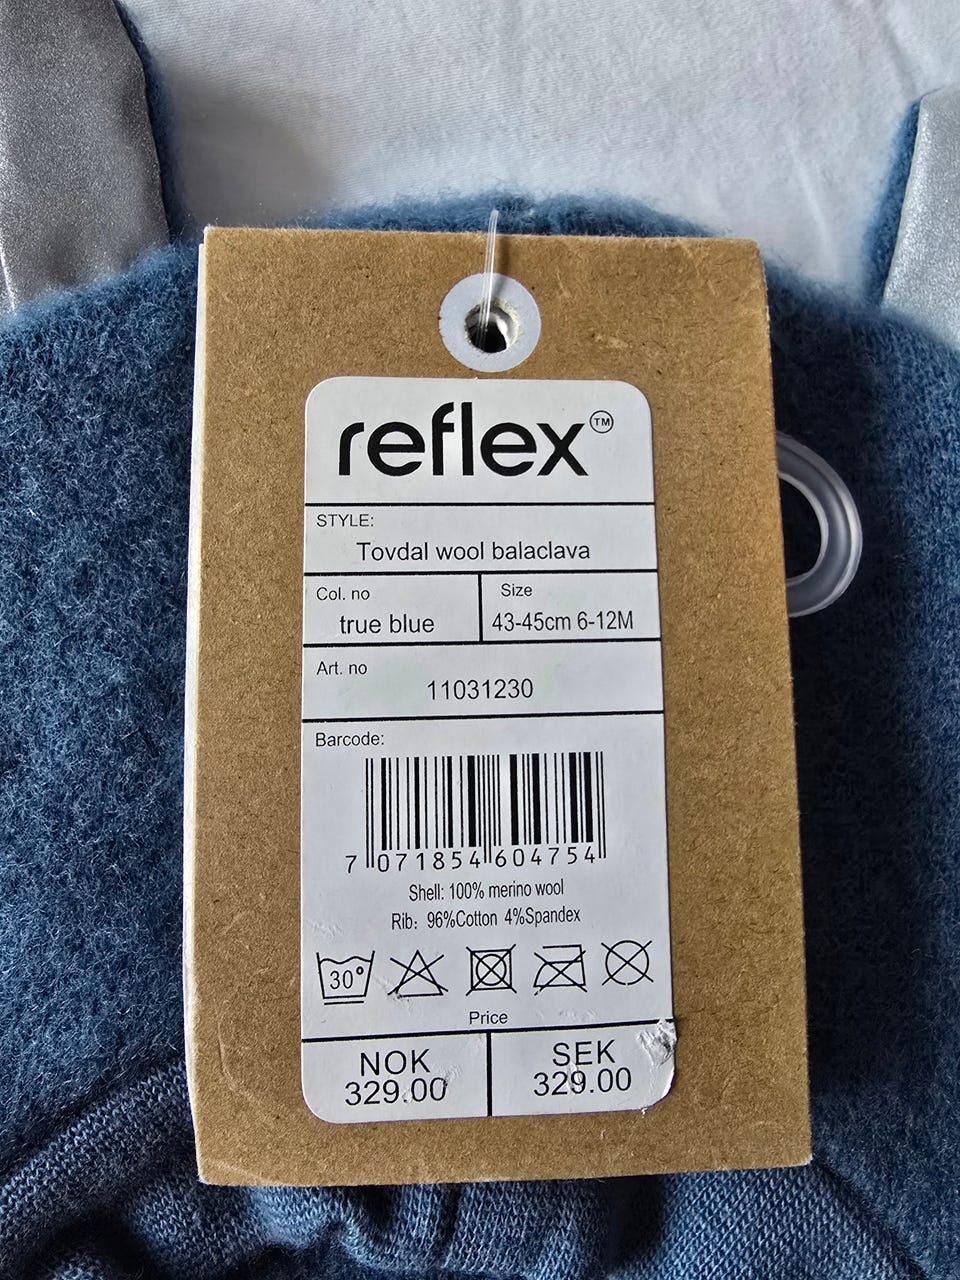 reflex™
STYLE:
Tovdal wool balaclava
Col. no
true blue
Size
43-45cm 6-12M
Art. no
11031230
Barcode:
7 071854 604754
Shell: 100% merino wool
Rib: 96%Cotton 4%Spandex
30°
Price
NOK
329.00
SEK
329.00